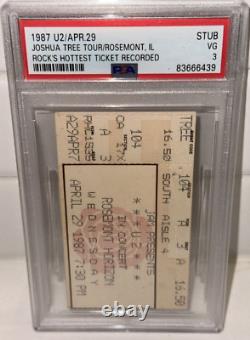 1987 U2/APR.29 STUB
JOSHUA TREE TOUR/ROSEMONT, IL VG
ROCK'S HOTTEST TICKET RECORDED 3
PSA 83666439
TREE 104 A 3 A 16.50
16.50 SOUTH AISLE 4
104 JAM PRESENTS
* * * U2 * * *
IN CONCERT
A 3 ROSEMONT HORIZON
WEDNESDAY
A29APR7 APRIL 29 1987 7:30 PM